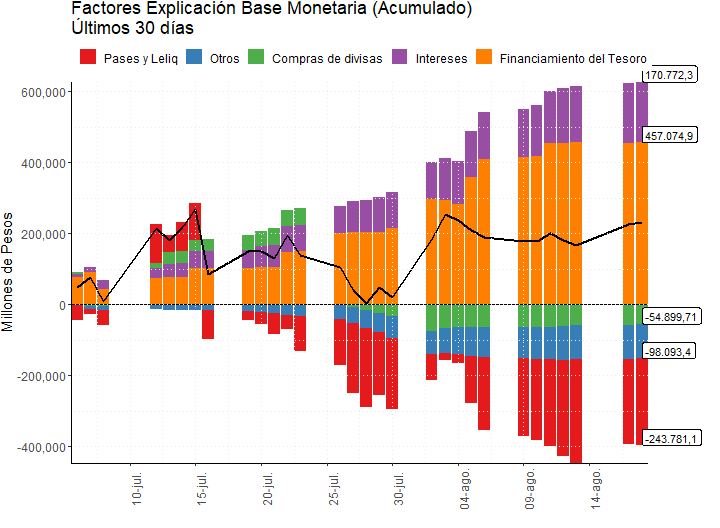 Factores Explicación Base Monetaria (Acumulado)
Últimos 30 días
Pases y Leliq Otros Compras de divisas Intereses Financiamiento del Tesoro
Millones de Pesos
600,000
400,000
200,000
0
-200,000
-400,000
170.772,3
457.074,9
-54.899,71
-98.093,4
-243.781,1
10-jul.
15-jul.
20-jul.
25-jul.
30-jul.
04-ago.
09-ago.
14-ago.